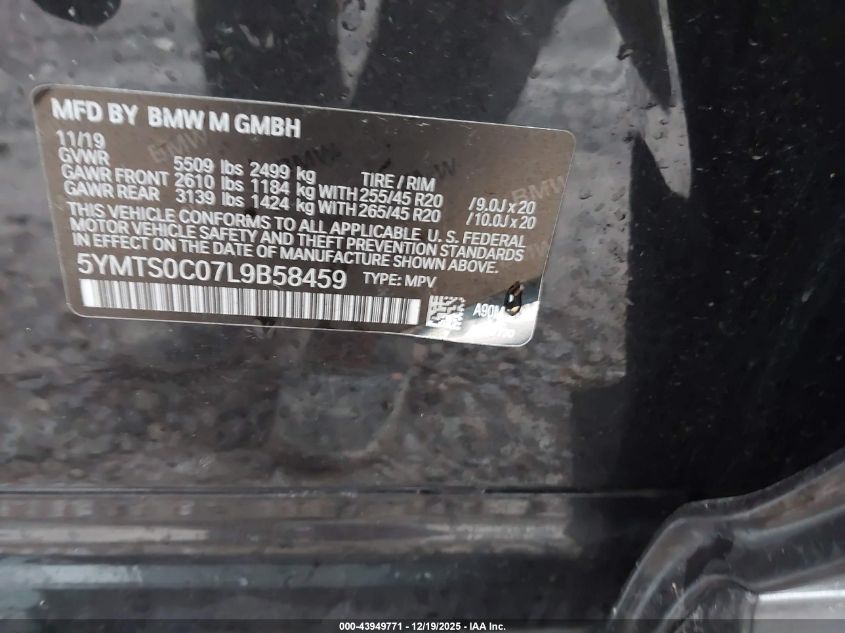 MFD BY BMW M GMBH
11/19
GVWR 5509 lbs 2499 kg TIRE / RIM
GAWR FRONT 2610 lbs 1184 kg WITH 255/45 R20 / 9.0J x 20
GAWR REAR 3139 lbs 1424 kg WITH 265/45 R20 / 10.0J x 20
THIS VEHICLE CONFORMS TO ALL APPLICABLE U. S. FEDERAL
MOTOR VEHICLE SAFETY AND THEFT PREVENTION STANDARDS
IN EFFECT ON THE DATE OF MANUFACTURE SHOWN ABOVE.
5YMTS0C07L9B58459 TYPE: MPV
000-43949771 - 12/19/2025 - IAA Inc.